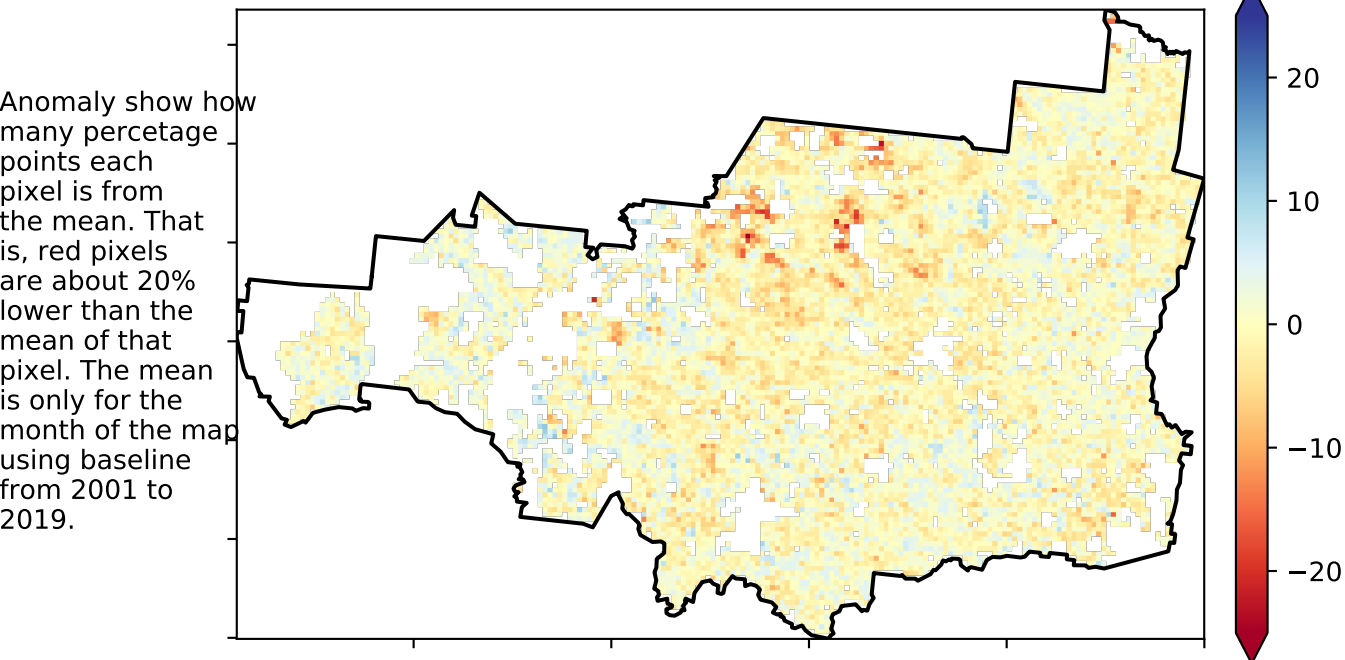 Anomaly show how
many percetage
points each
pixel is from
the mean. That
is, red pixels
are about 20%
lower than the
mean of that
pixel. The mean
is only for the
month of the map
using baseline
from 2001 to
2019.
20
10
0
−10
−20